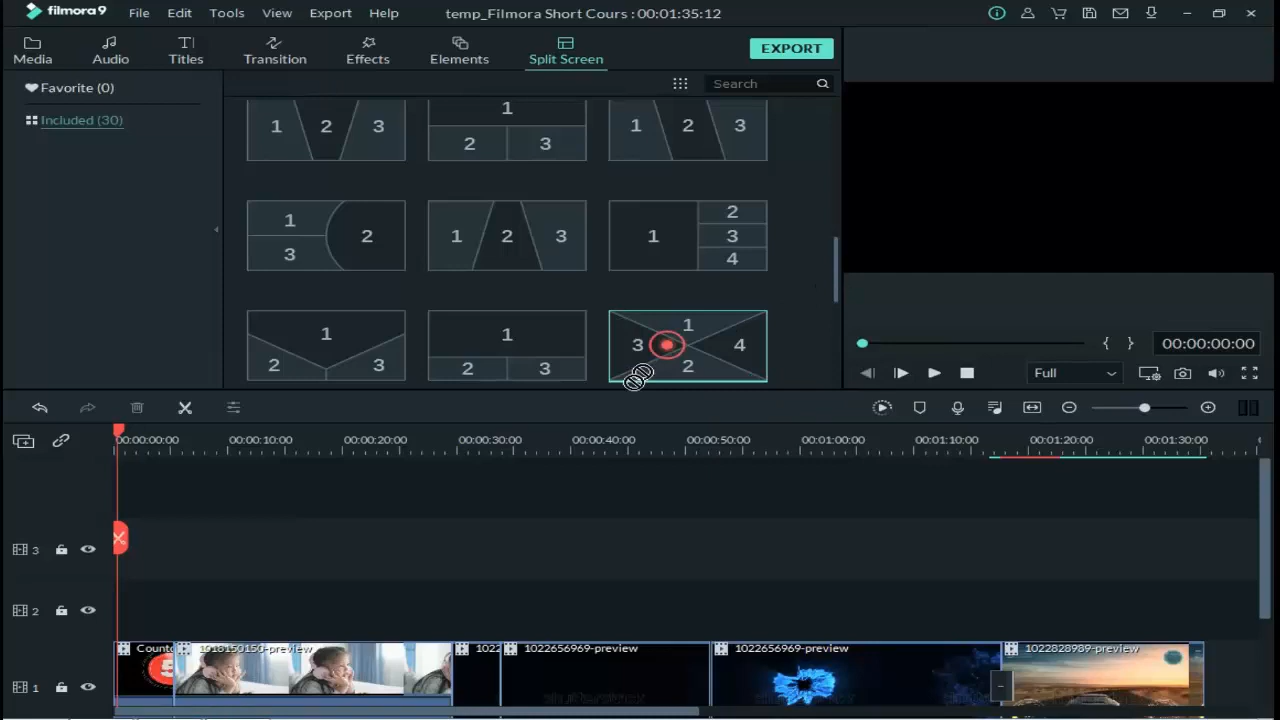 filmora9 File Edit Tools View Export Help temp_Filmora Short Cours : 00:01:35:12
Media Audio Titles Transition Effects Elements Split Screen EXPORT
Favorite (0) Search
Included (30)
1 2 3 1 2 3 1 2 3
1 3 2 1 2 3 1 2 3 4
1 2 3 1 2 3 1 3 4 2
{ } 00:00:00:00
Full
00:00:00:00 00:00:10:00 00:00:20:00 00:00:30:00 00:00:40:00 00:00:50:00 00:01:00:00 00:01:10:00 00:01:20:00 00:01:30:00
3
2
Countd 1018150150-preview 1022 1022656969-preview 1022656969-preview 1022828989-preview
1